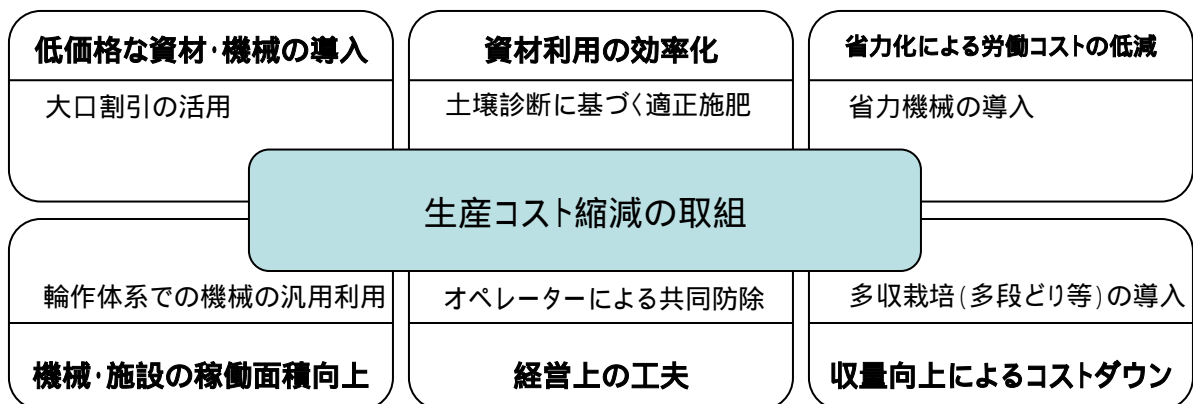 低価格な資材・機械の導入
資材利用の効率化
省力化による労働コストの低減
大口割引の活用
土壌診断に基づく適正施肥
省力機械の導入
生産コスト縮減の取組
輪作体系での機械の汎用利用
オペレーターによる共同防除
多収栽培(多段どり等)の導入
機械・施設の稼働面積向上
経営上の工夫
収量向上によるコストダウン